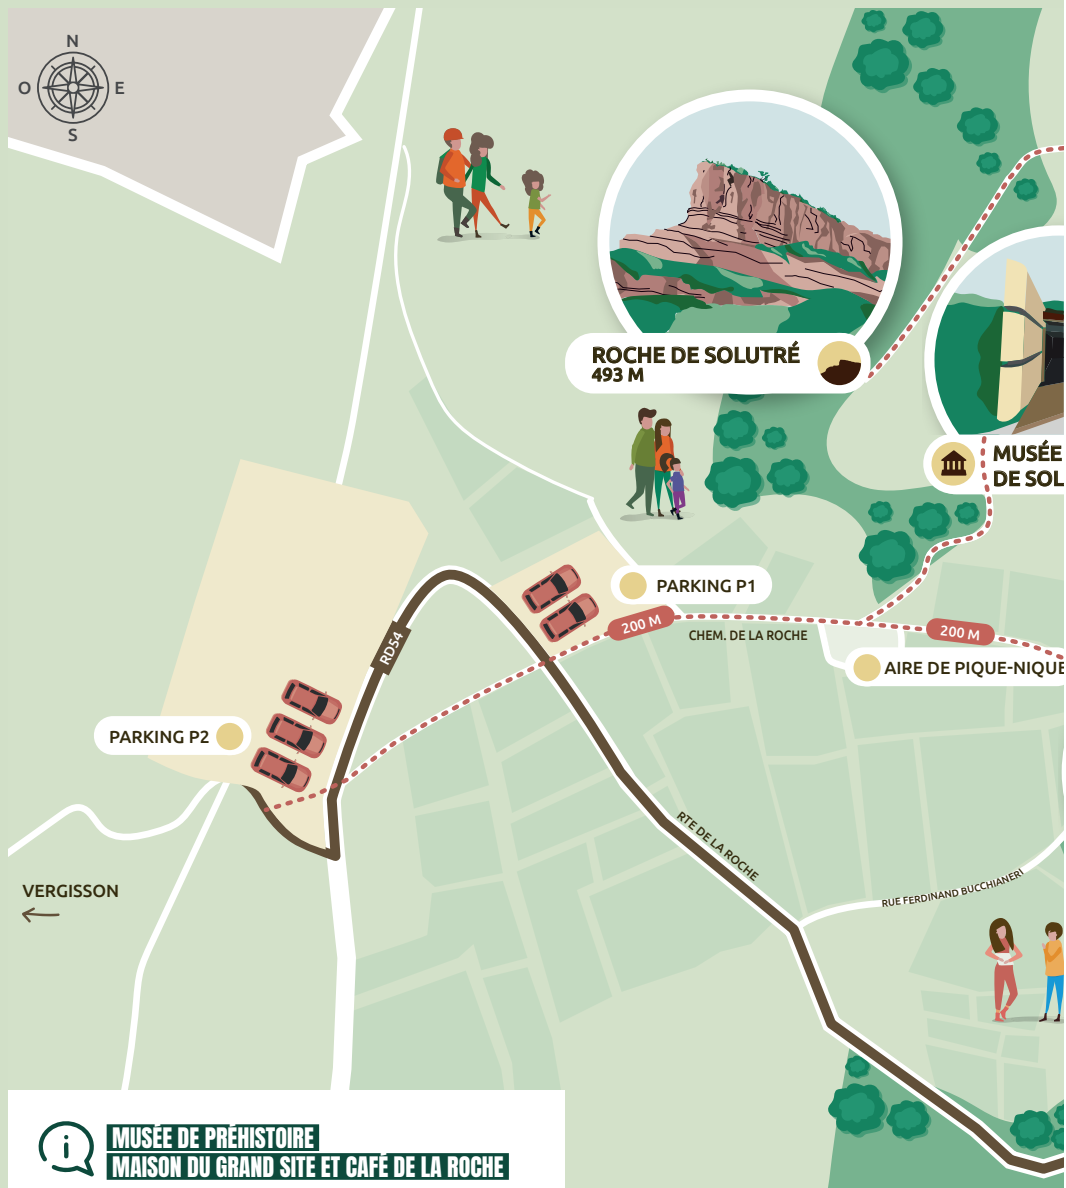 N
O
E
S
ROCHE DE SOLUTRÉ
493 M
MUSÉE
DE SOL
PARKING P1
200 M
CHEM. DE LA ROCHE
200 M
AIRE DE PIQUE-NIQUE
RD54
PARKING P2
RTE DE LA ROCHE
VERGISSON
RUE FERDINAND BUCCHIANERI
MUSÉE DE PRÉHISTOIRE
MAISON DU GRAND SITE ET CAFÉ DE LA ROCHE